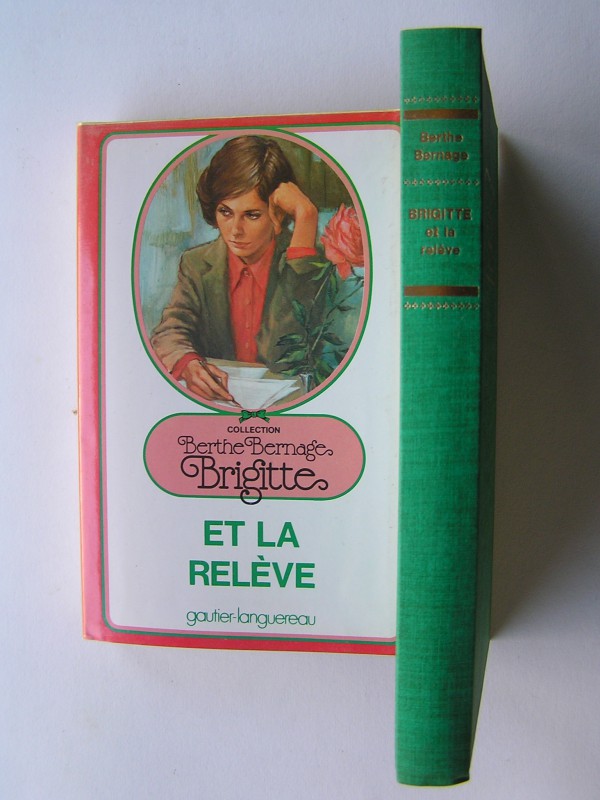 COLLECTION
Berthe Bernage
Brigitte
ET LA
RELÈVE
gautier-languereau
Berthe
Bernage
BRIGITTE
et la
relève